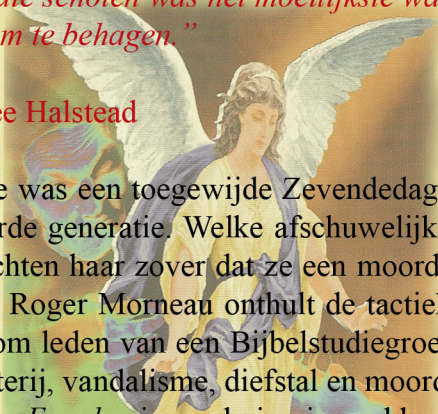 die scholen was het moeilijkste wa
m te behagen.”
ee Halstead
e was een toegewijde Zevendedag
rde generatie. Welke afschuwelijk
chten haar zover dat ze een moord
Roger Morneau onthult de tactiel
om leden van een Bijbelstudiegroe
terij, vandalisme, diefstal en moord